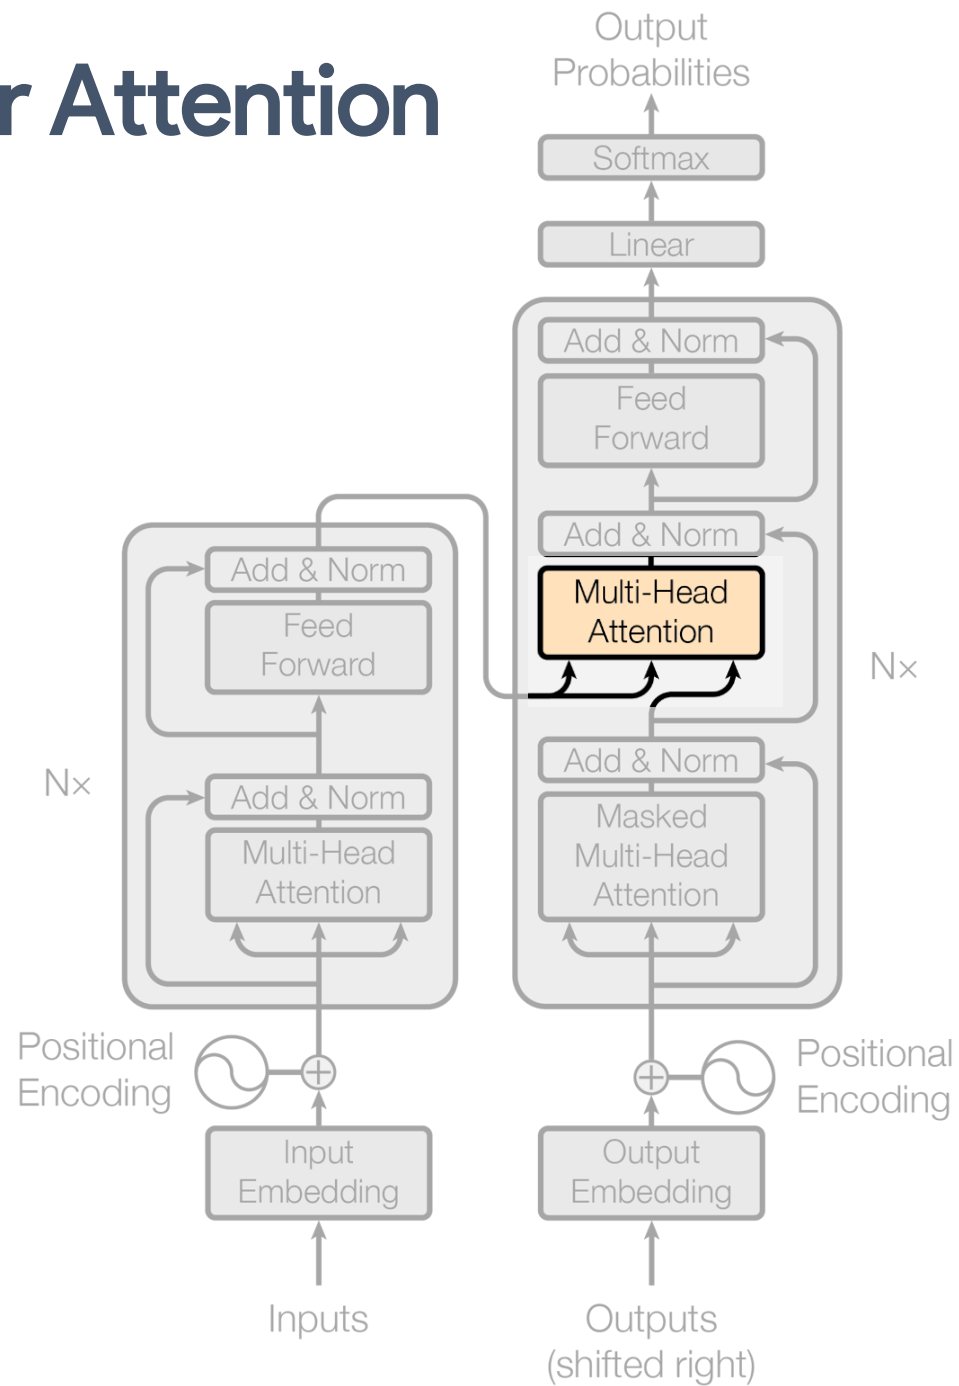 r Attention
Output
Probabilities
Softmax
Linear
Add & Norm
Feed
Forward
Add & Norm
Multi-Head
Attention
Nx
Add & Norm
Masked
Multi-Head
Attention
Positional
Encoding
Output
Embedding
Outputs
(shifted right)
Add & Norm
Feed
Forward
Nx
Add & Norm
Multi-Head
Attention
Positional
Encoding
Input
Embedding
Inputs